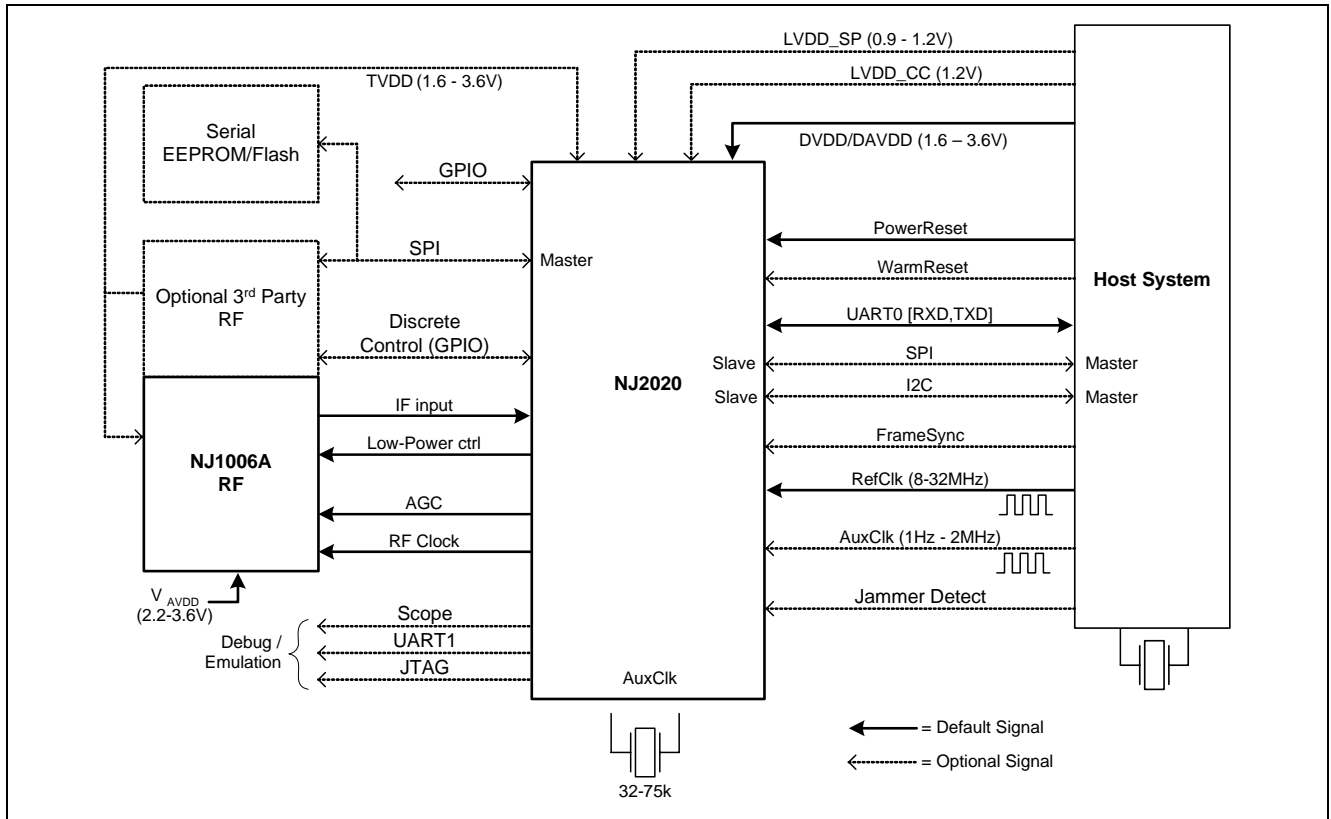 LVDD_SP (0.9 - 1.2V)
LVDD_CC (1.2V)
TVDD (1.6 - 3.6V)
DVDD/DAVDD (1.6 – 3.6V)
Serial
EEPROM/Flash
GPIO
SPI
Master
Optional 3rd Party
RF
Discrete
Control (GPIO)
NJ1006A
RF
IF input
Low-Power ctrl
AGC
RF Clock
V AVDD
(2.2-3.6V)
Debug /
Emulation
Scope
UART1
JTAG
NJ2020
Slave
Slave
AuxClk
32-75k
PowerReset
WarmReset
UART0 [RXD,TXD]
SPI
I2C
FrameSync
RefClk (8-32MHz)
AuxClk (1Hz - 2MHz)
Jammer Detect
Host System
Master
Master
= Default Signal
= Optional Signal